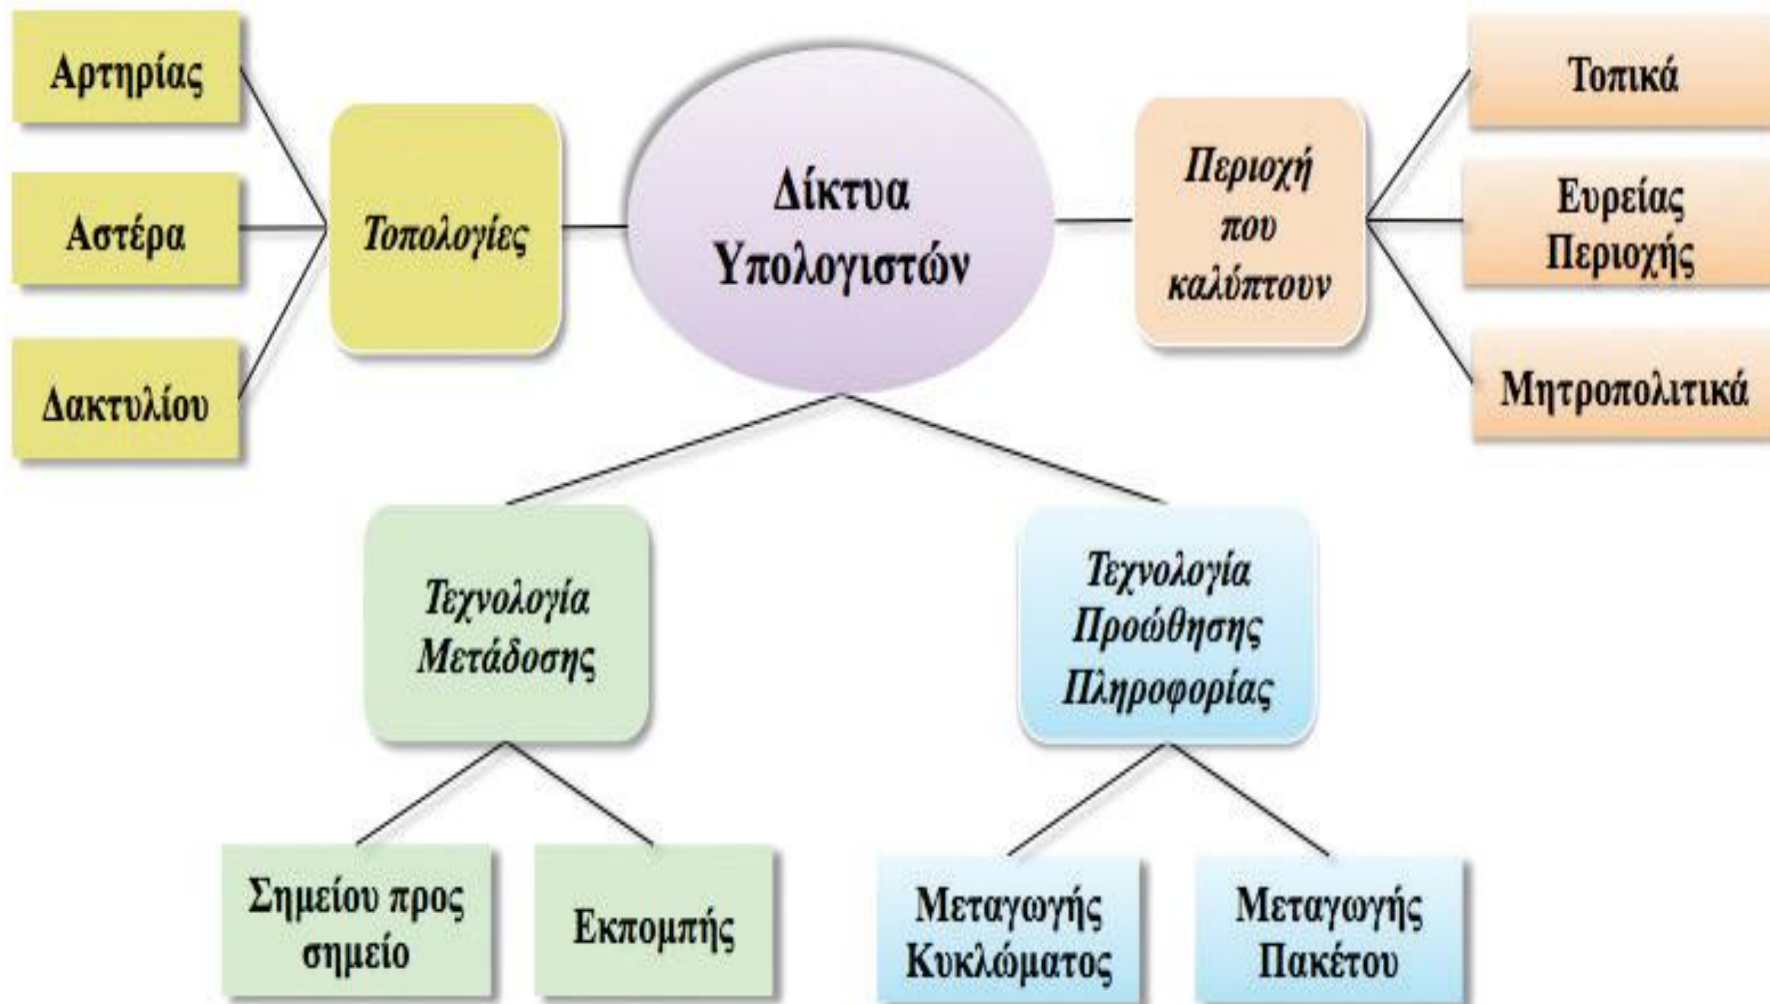 Αρτηρίας
Αστέρα
Δακτυλίου
Τοπολογίες
Δίκτυα
Υπολογιστών
Περιοχή
που
καλύπτουν
Τοπικά
Ευρείας
Περιοχής
Μητροπολιτικά
Τεχνολογία
Μετάδοσης
Τεχνολογία
Προώθησης
Πληροφορίας
Σημείου προς
σημείο
Εκπομπής
Μεταγωγής
Κυκλώματος
Μεταγωγής
Πακέτου